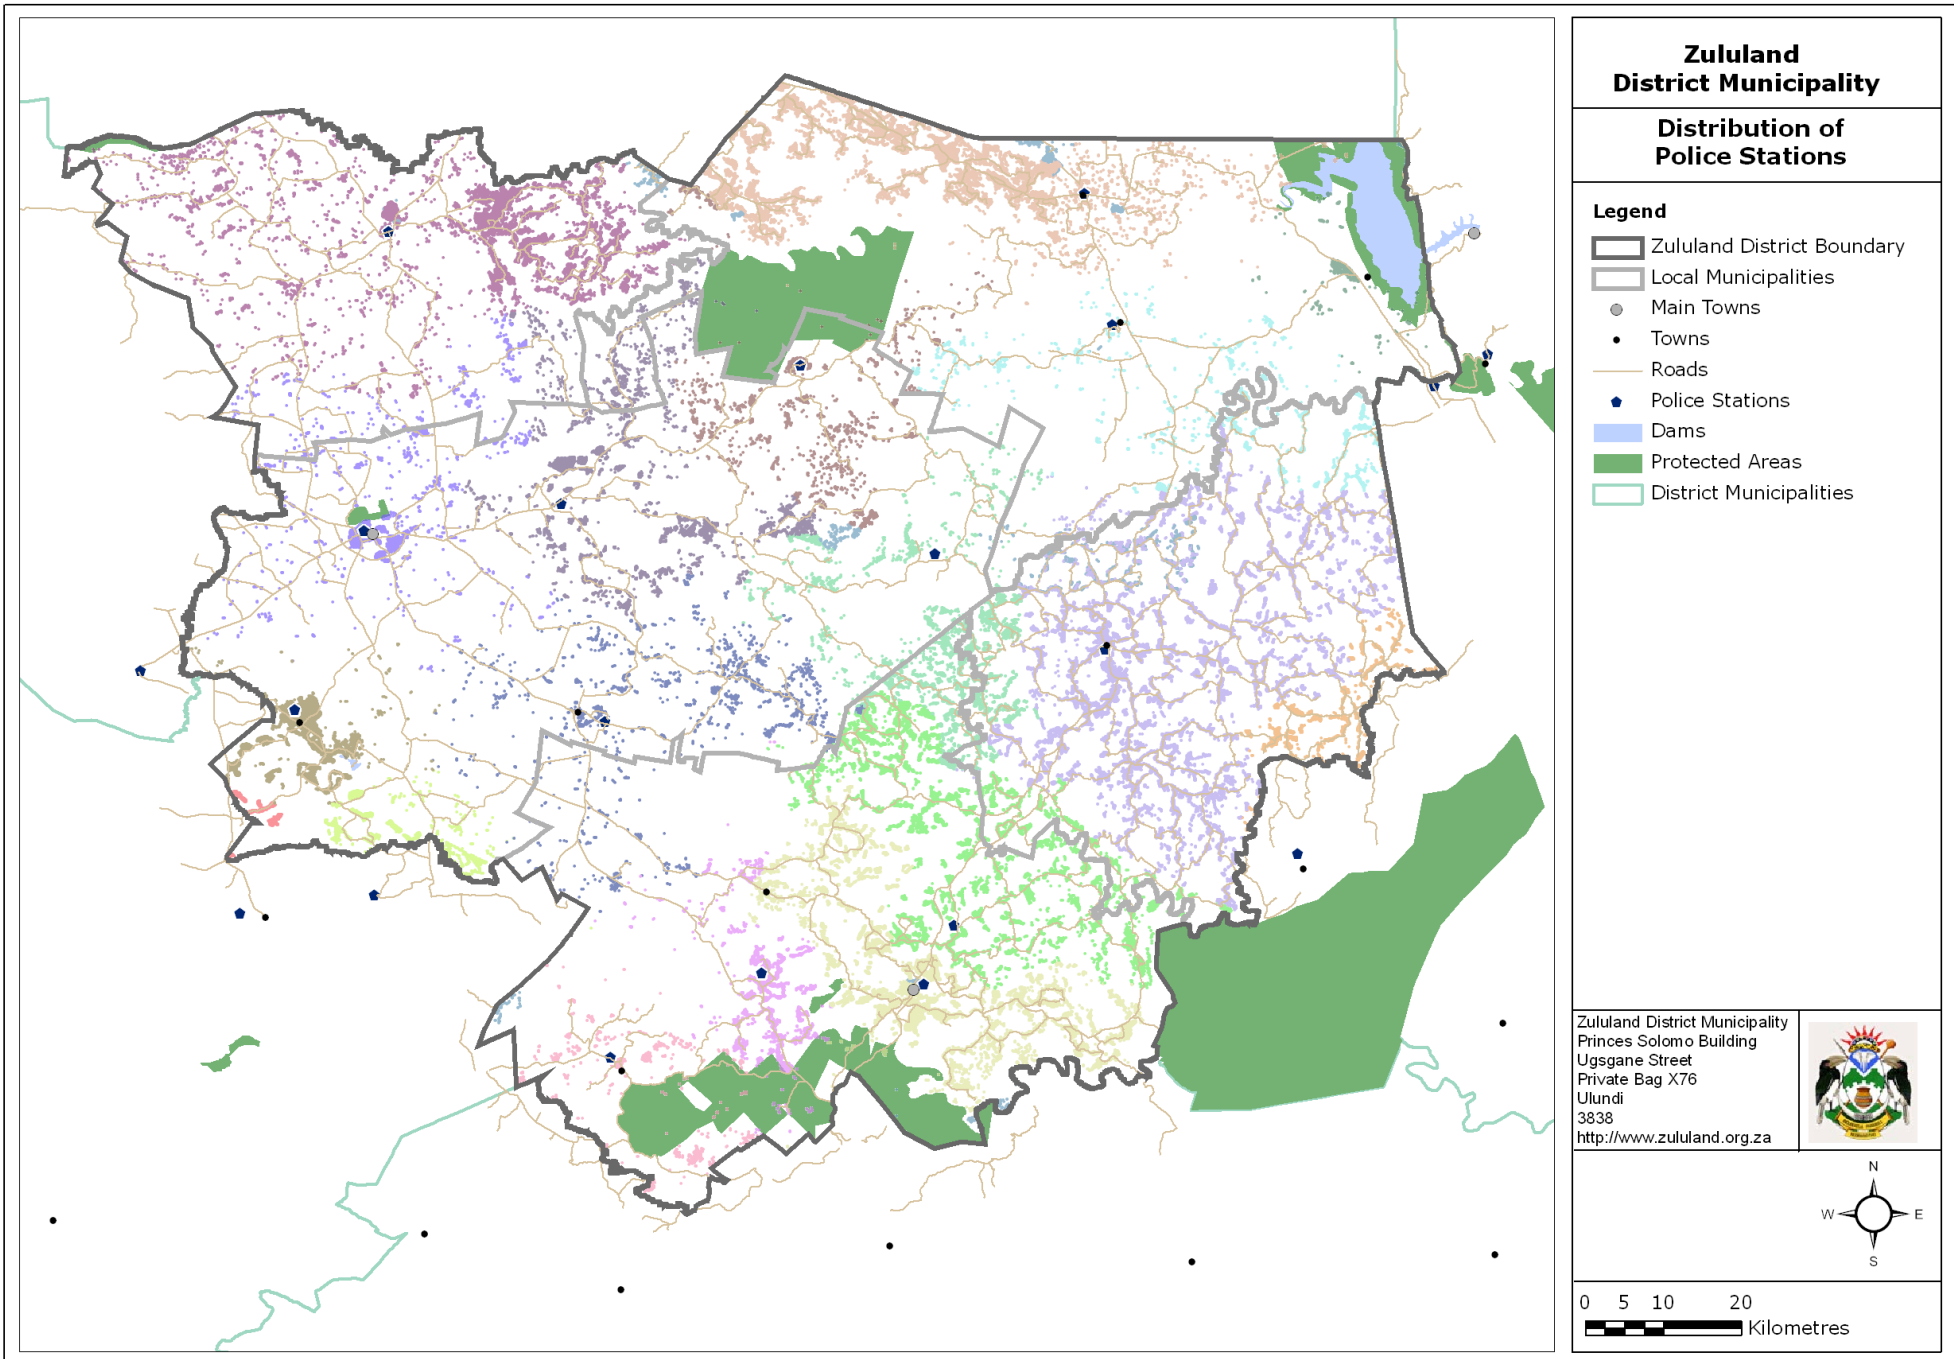 Zululand
District Municipality
Distribution of
Police Stations
Legend
Zululand District Boundary
Local Municipalities
Main Towns
Towns
Roads
Police Stations
Dams
Protected Areas
District Municipalities
Zululand District Municipality
Princes Solomo Building
Ugsgane Street
Private Bag X76
Ulundi
3838
http://www.zululand.org.za
N
W E
S
0 5 10 20
Kilometres